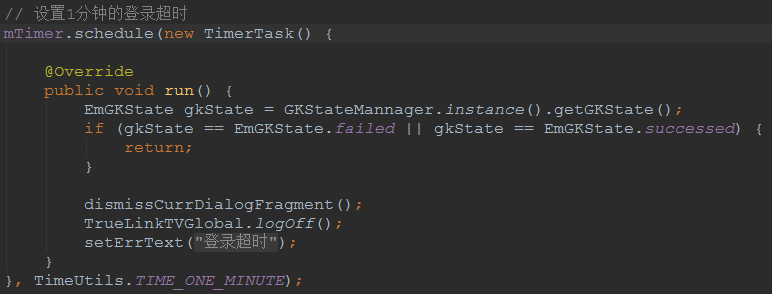 // 设置1分钟的登录超时
mTimer.schedule(new TimerTask() {
@Override
public void run() {
EmGKState gkState = GKStateMannager.instance().getGKState();
if (gkState == EmGKState.failed || gkState == EmGKState.successed) {
return;
}
dismissCurrDialogFragment();
TrueLinkTVGlobal.logOff();
setErrText("登录超时");
}
}, TimeUtils.TIME_ONE_MINUTE);